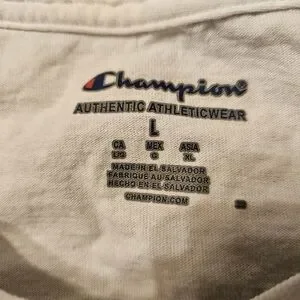 Champion
AUTHENTIC ATHLETICWEAR
L
CA MEX ASIA
L/G G XL
MADE IN EL SALVADOR
FABRIQUÉ AU SALVADOR
HECHO EN EL SALVADOR
CHAMPION.COM